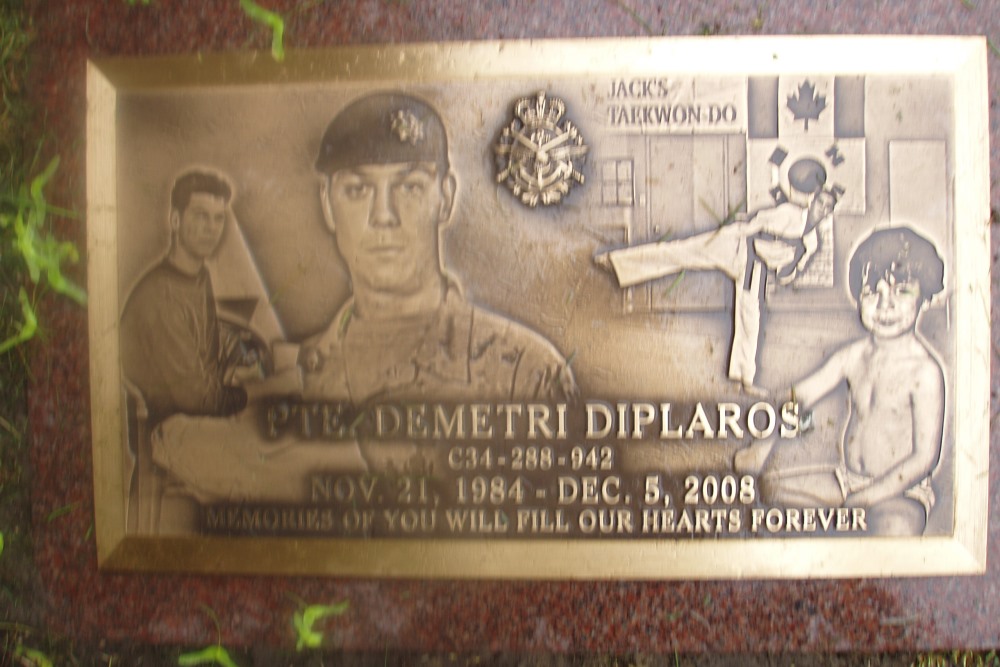 JACK'S
TAEKWON-DO
PTE. DEMETRI DIPLAROS
C34-288-942
NOV. 21, 1984 - DEC. 5, 2008
MEMORIES OF YOU WILL FILL OUR HEARTS FOREVER